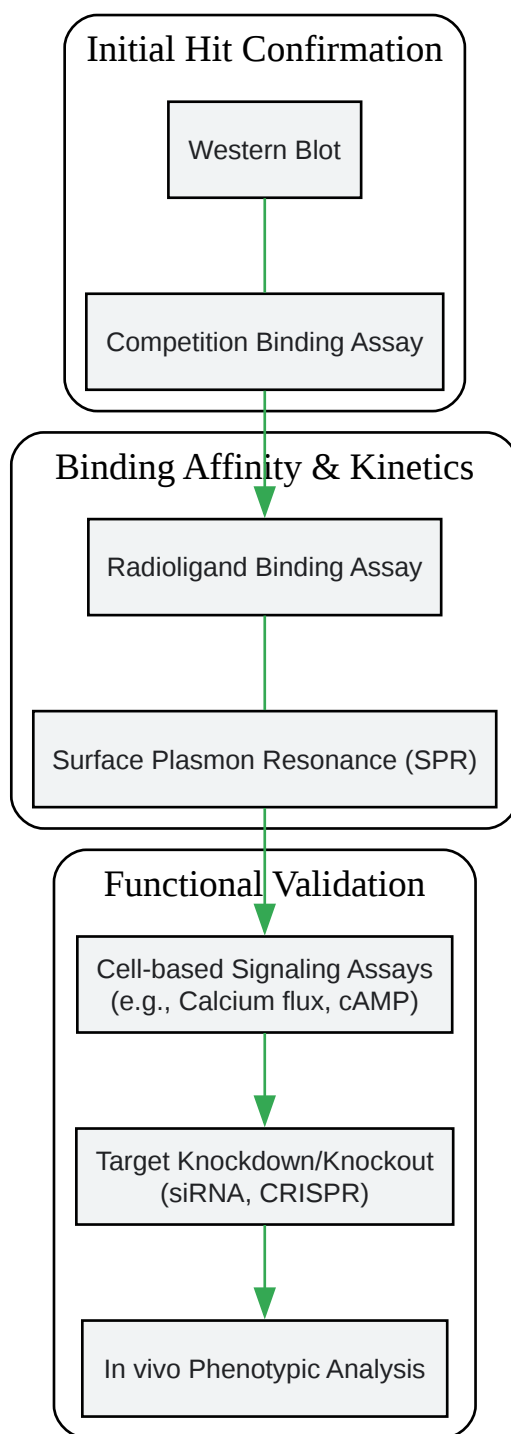 Initial Hit Confirmation
Western Blot
Competition Binding Assay
Binding Affinity & Kinetics
Radioligand Binding Assay
Surface Plasmon Resonance (SPR)
Functional Validation
Cell-based Signaling Assays
(e.g., Calcium flux, cAMP)
Target Knockdown/Knockout
(siRNA, CRISPR)
In vivo Phenotypic Analysis